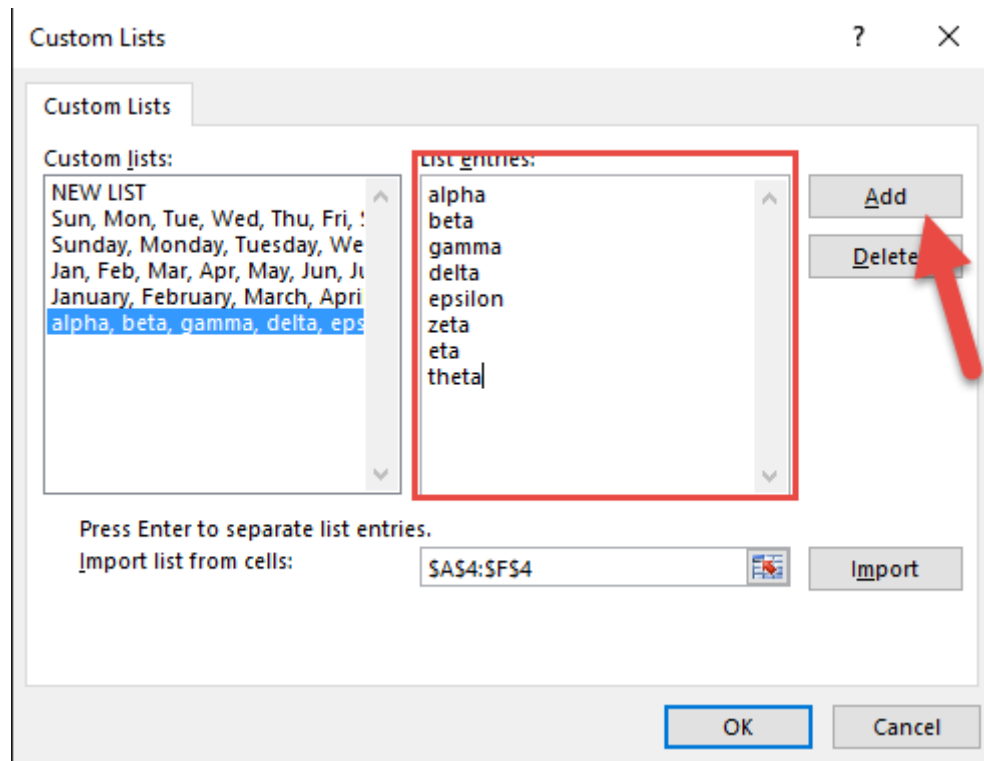 Custom Lists
?
Custom Lists
Custom lists:
NEW LIST
Sun, Mon, Tue, Wed, Thu, Fri,
Sunday, Monday, Tuesday, We
Jan, Feb, Mar, Apr, May, Jun, Ju
January, February, March, Apri
alpha, beta, gamma, delta, eps
List entries:
alpha
beta
gamma
delta
epsilon
zeta
eta
theta
Add
Delete
Press Enter to separate list entries.
Import list from cells:
$A$4:$F$4
Import
OK
Cancel